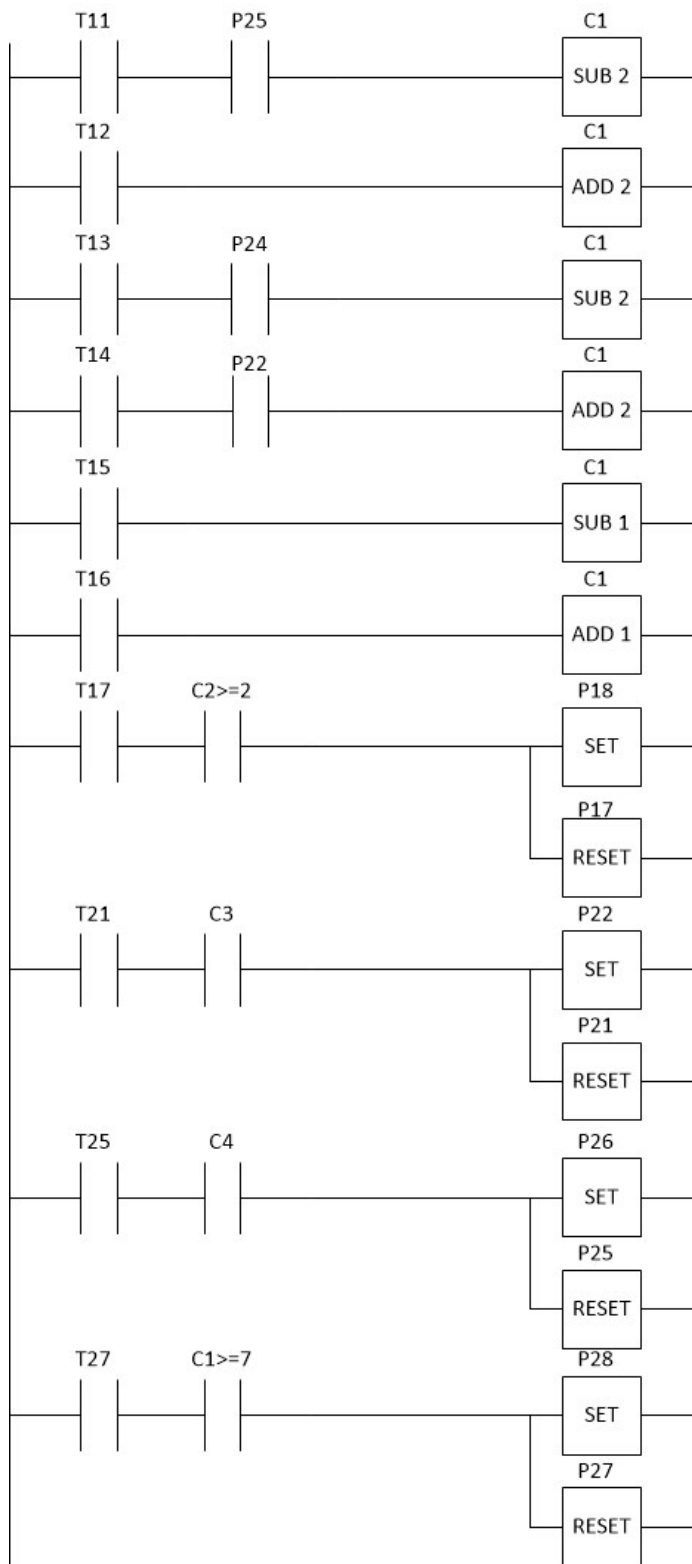 T11 P25 C1
SUB 2
T12 C1
ADD 2
T13 P24 C1
SUB 2
T14 P22 C1
ADD 2
T15 C1
SUB 1
T16 C1
ADD 1
T17 C2>=2 P18
SET
P17
RESET
T21 C3 P22
SET
P21
RESET
T25 C4 P26
SET
P25
RESET
T27 C1>=7 P28
SET
P27
RESET